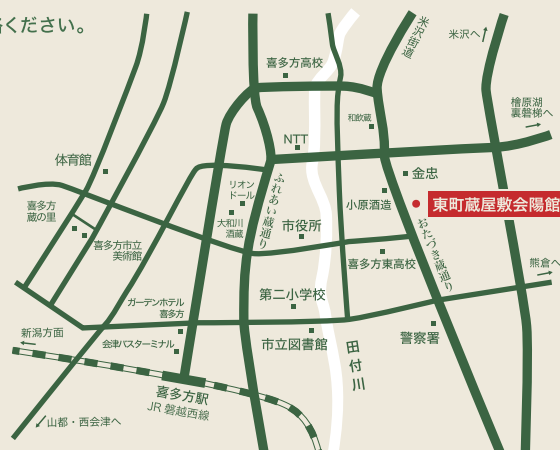 絡ください。
米沢街道
米沢へ
喜多方高校
檜原湖
裏磐梯へ
和飲蔵
NTT
体育館
金忠
リオン
ドール
ふれあい蔵通り
小原酒造
東町蔵屋敷会陽館
喜多方
蔵の里
大和川
酒蔵
市役所
おたづき蔵通り
喜多方市立
美術館
喜多方東高校
熊倉へ
第二小学校
ガーデンホテル
喜多方
新潟方面
会津バスターミナル
市立図書館
田付川
警察署
喜多方駅
JR 磐越西線
山都・西会津へ